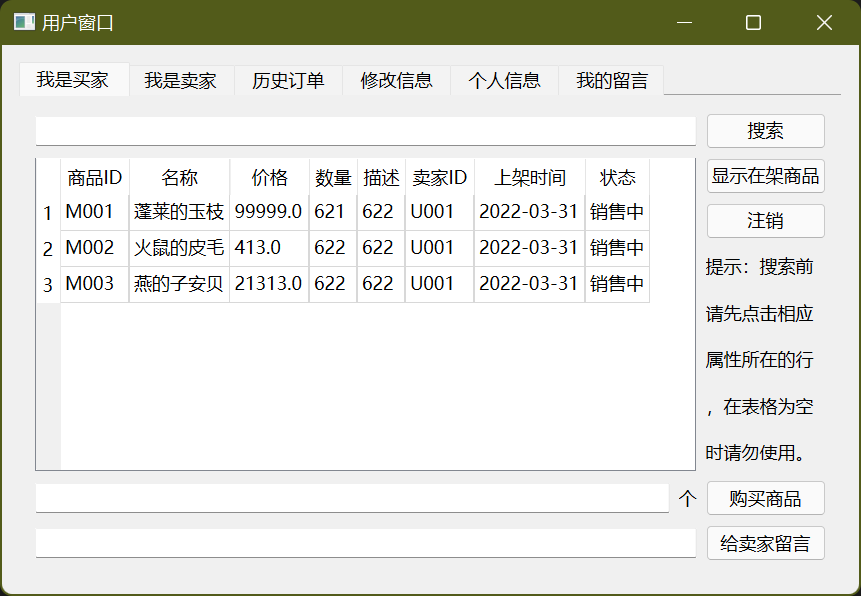 用户窗口
我是买家 我是卖家 历史订单 修改信息 个人信息 我的留言
搜索
显示在架商品
注销
商品ID 名称 价格 数量 描述 卖家ID 上架时间 状态
1 M001 蓬莱的玉枝 99999.0 621 622 U001 2022-03-31 销售中
2 M002 火鼠的皮毛 413.0 622 622 U001 2022-03-31 销售中
3 M003 燕的子安贝 21313.0 622 622 U001 2022-03-31 销售中
提示：搜索前
请先点击相应
属性所在的行
，在表格为空
时请勿使用。
个 购买商品
给卖家留言